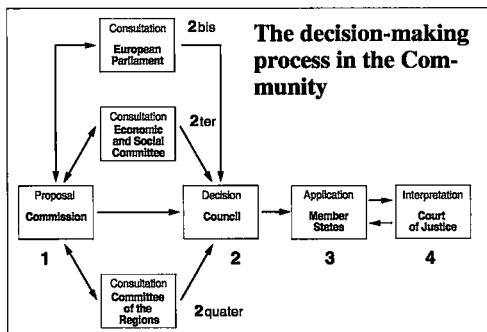 The decision-making
process in the Com-
munity
Consultation
European
Parliament
2bis
Consultation
Economic
and Social
Committee
2ter
Proposal
Commission
1
Decision
Council
2
Application
Member
States
3
Interpretation
Court
of Justice
4
Consultation
Committee
of the
Regions
2quater